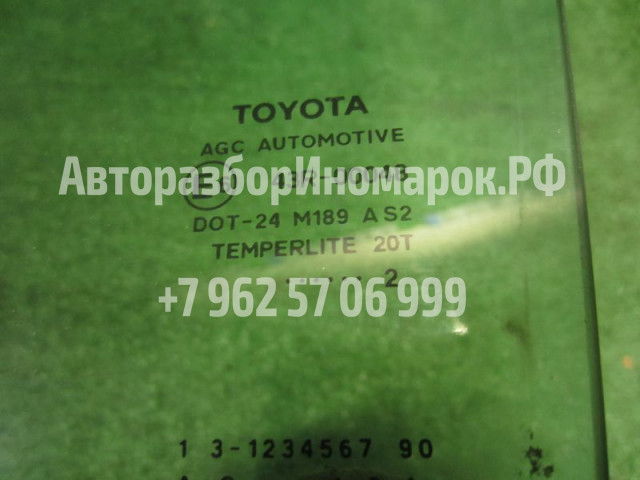 TOYOTA
AGC AUTOMOTIVE
АвторазборИномарок.РФ
DOT-24 M189 AS2
TEMPERLITE 20T
..... 2
+7 962 57 06 999
1 3-1234567 90